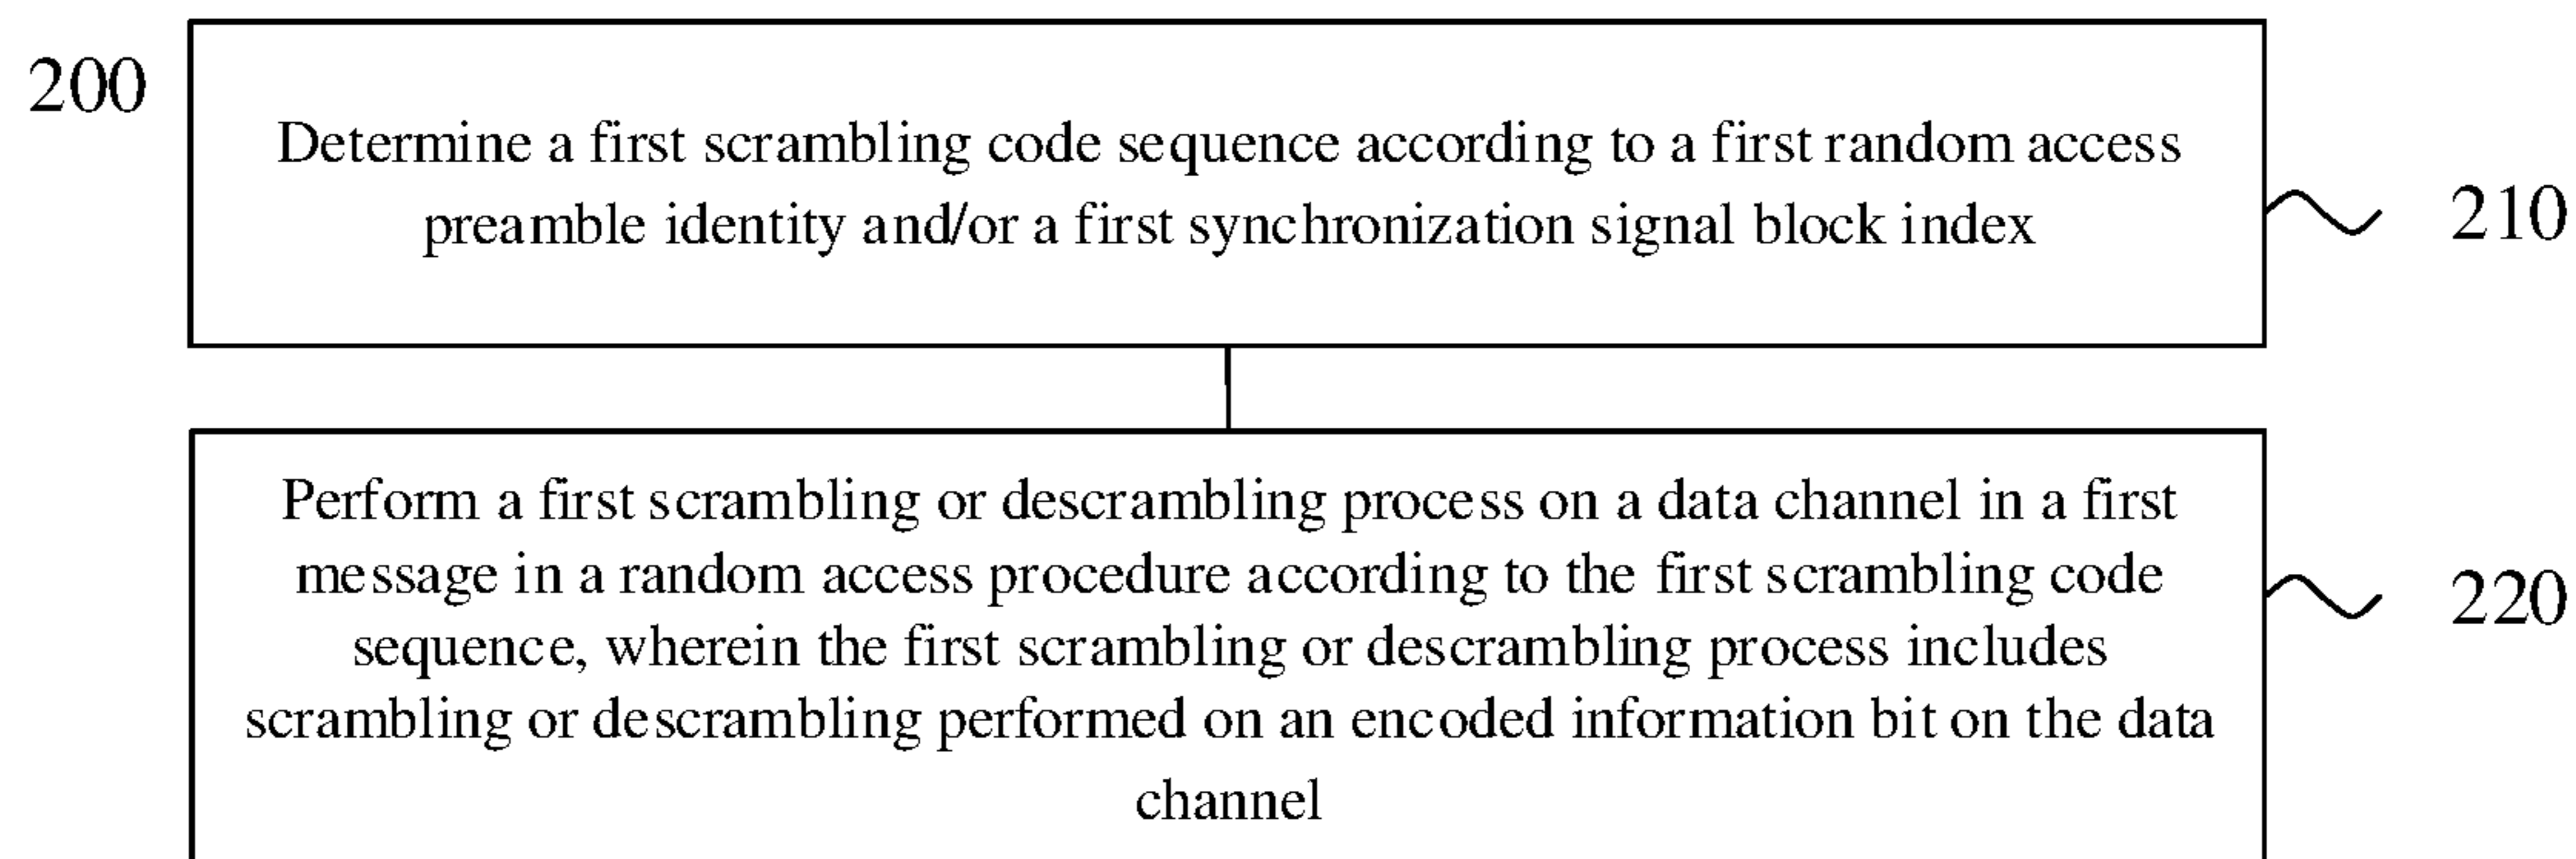 200
Determine a first scrambling code sequence according to a first random access
preamble identity and/or a first synchronization signal block index
210
Perform a first scrambling or descrambling process on a data channel in a first
message in a random access procedure according to the first scrambling code
sequence, wherein the first scrambling or descrambling process includes
scrambling or descrambling performed on an encoded information bit on the data
channel
220